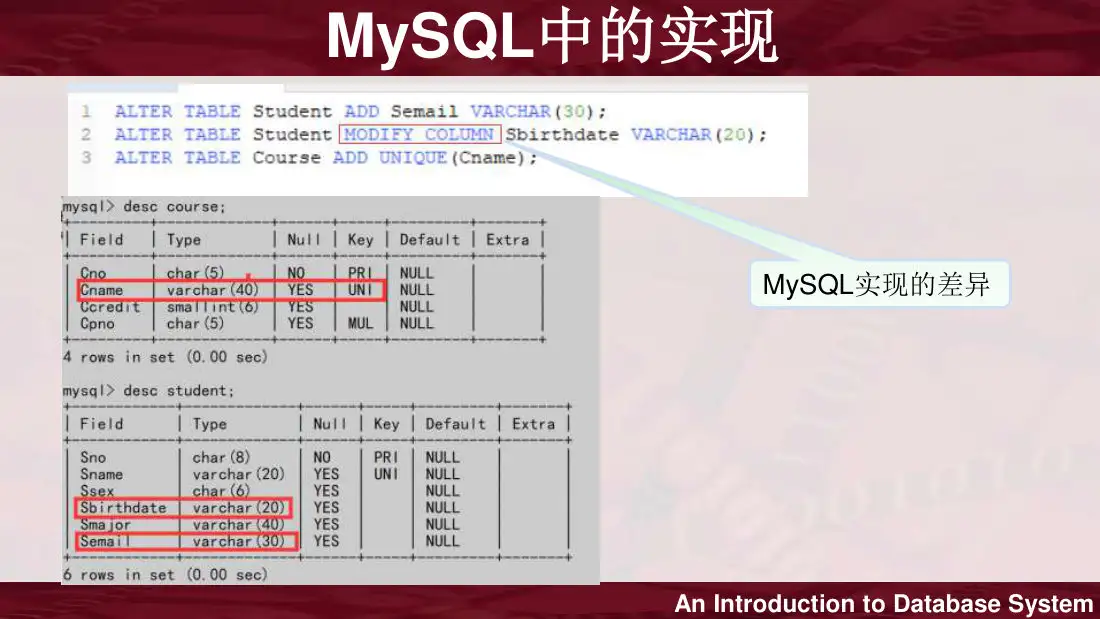 MySQL中的实现
1 ALTER TABLE Student ADD Semail VARCHAR(30);
2 ALTER TABLE Student MODIFY COLUMN Sbirthdate VARCHAR(20);
3 ALTER TABLE Course ADD UNIQUE(Cname);
mysql> desc course;
| Field | Type | Null | Key | Default | Extra |
| Cno | char(5) | NO | PRI | NULL | |
| Cname | varchar(40) | YES | UNI | NULL | |
| Ccredit | smallint(6) | YES | | NULL | |
| Cpno | char(5) | YES | MUL | NULL | |
4 rows in set (0.00 sec)
MySQL实现的差异
mysql> desc student;
| Field | Type | Null | Key | Default | Extra |
| Sno | char(8) | NO | PRI | NULL | |
| Sname | varchar(20) | YES | UNI | NULL | |
| Ssex | char(6) | YES | | NULL | |
| Sbirthdate | varchar(20) | YES | | NULL | |
| Smajor | varchar(40) | YES | | NULL | |
| Semail | varchar(30) | YES | | NULL | |
6 rows in set (0.00 sec)
An Introduction to Database System